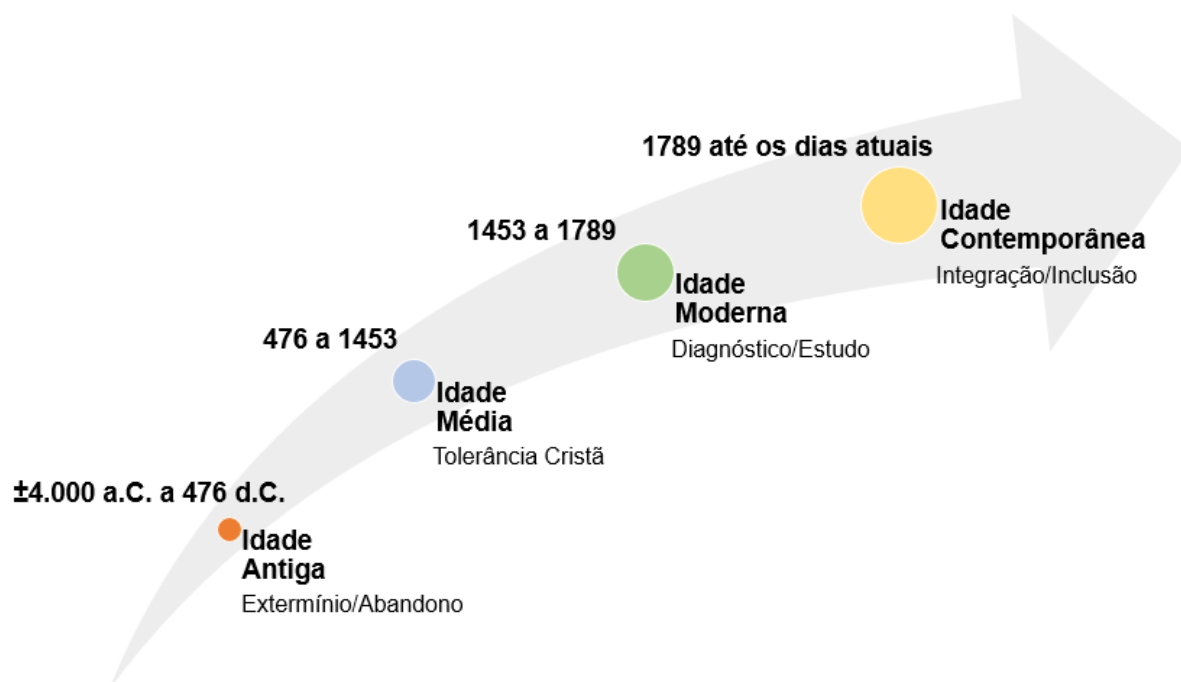 ±4.000 a.C. a 476 d.C.
Idade
Antiga
Extermínio/Abandono
476 a 1453
Idade
Média
Tolerância Cristã
1453 a 1789
Idade
Moderna
Diagnóstico/Estudo
1789 até os dias atuais
Idade
Contemporânea
Integração/Inclusão